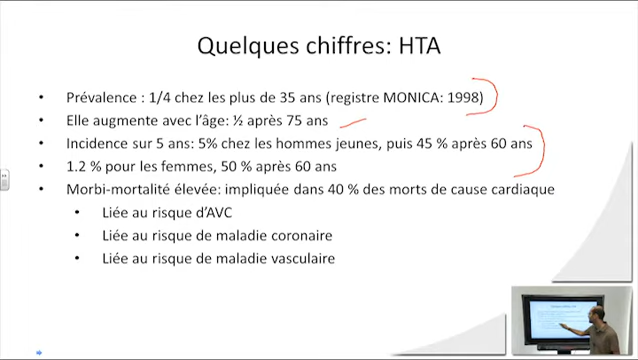 Quelques chiffres: HTA
• Prévalence : 1/4 chez les plus de 35 ans (registre MONICA: 1998)
• Elle augmente avec l'âge: ½ après 75 ans
• Incidence sur 5 ans: 5% chez les hommes jeunes, puis 45 % après 60 ans
• 1.2 % pour les femmes, 50 % après 60 ans
• Morbi-mortalité élevée: impliquée dans 40 % des morts de cause cardiaque
• Liée au risque d'AVC
• Liée au risque de maladie coronaire
• Liée au risque de maladie vasculaire